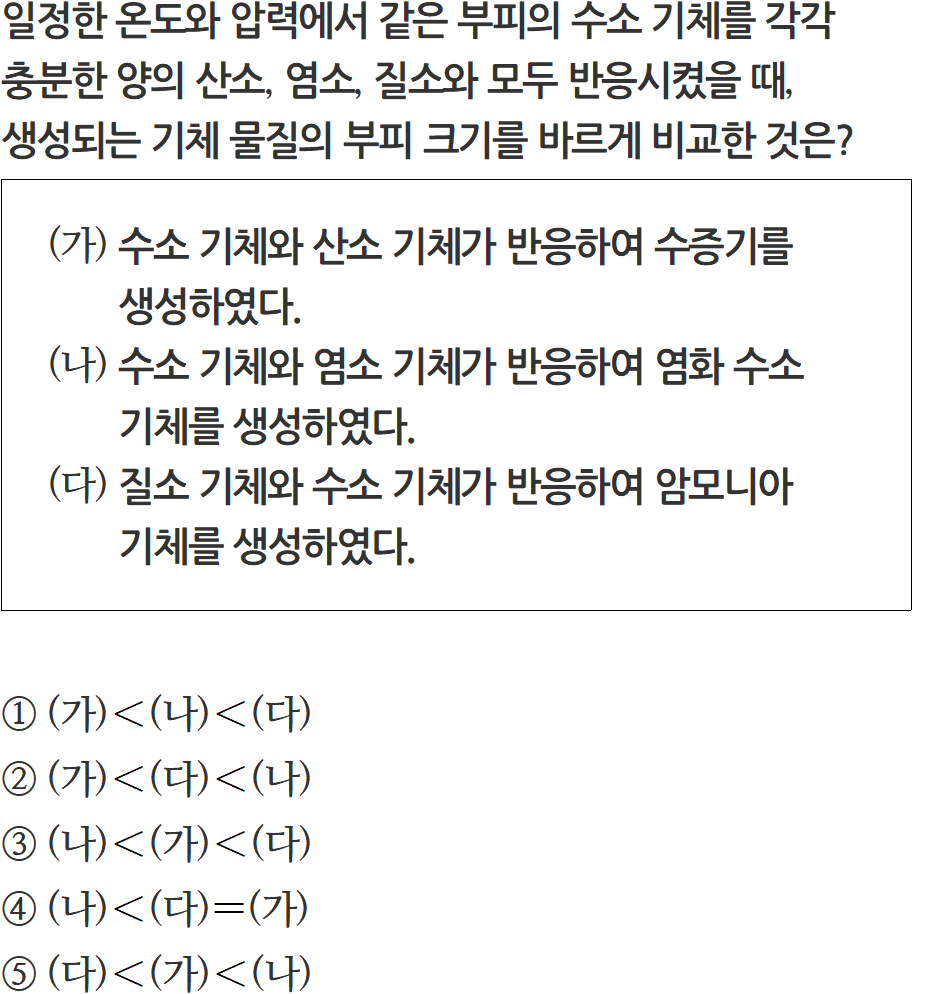 일정한 온도와 압력에서 같은 부피의 수소 기체를 각각
충분한 양의 산소, 염소, 질소와 모두 반응시켰을 때,
생성되는 기체 물질의 부피 크기를 바르게 비교한 것은?
(가) 수소 기체와 산소 기체가 반응하여 수증기를
생성하였다.
(나) 수소 기체와 염소 기체가 반응하여 염화 수소
기체를 생성하였다.
(다) 질소 기체와 수소 기체가 반응하여 암모니아
기체를 생성하였다.
① (가)<(나)<(다)
② (가)<(다)<(나)
③ (나)<(가)<(다)
④ (나)<(다)=(가)
⑤ (다)<(가)<(나)